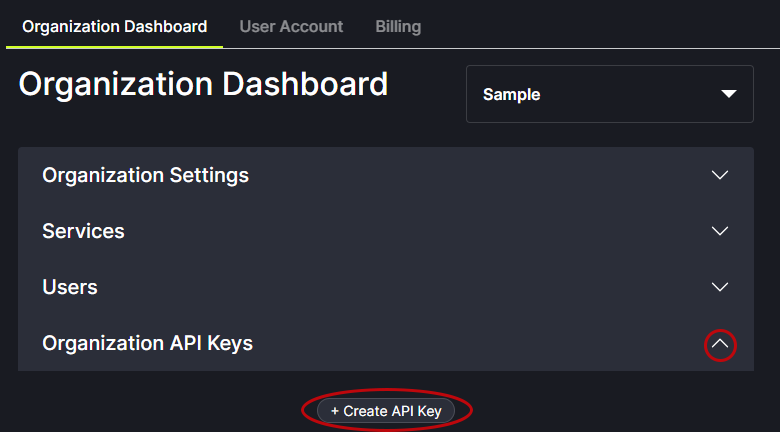 Organization Dashboard User Account Billing
Organization Dashboard
Sample
Organization Settings
Services
Users
Organization API Keys
+ Create API Key